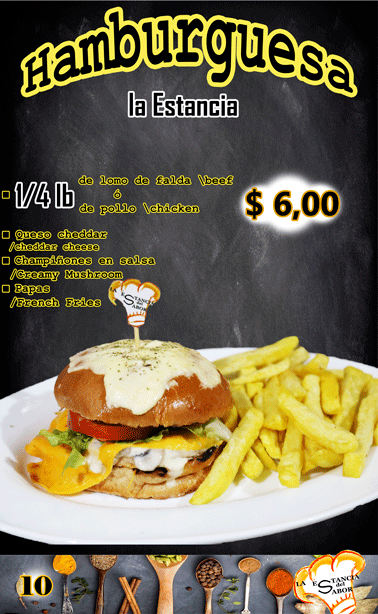 Hamburguesa
la Estancia
1/4 lb
de lomo de falda \beef
ó
de pollo \chicken
$ 6,00
Queso cheddar
/cheddar cheese
Champiñones en salsa
/Creamy Mushroom
Papas
/French Fries
ESTANCIA
del
SABOR
10
LA ESTANCIA
del
SABOR